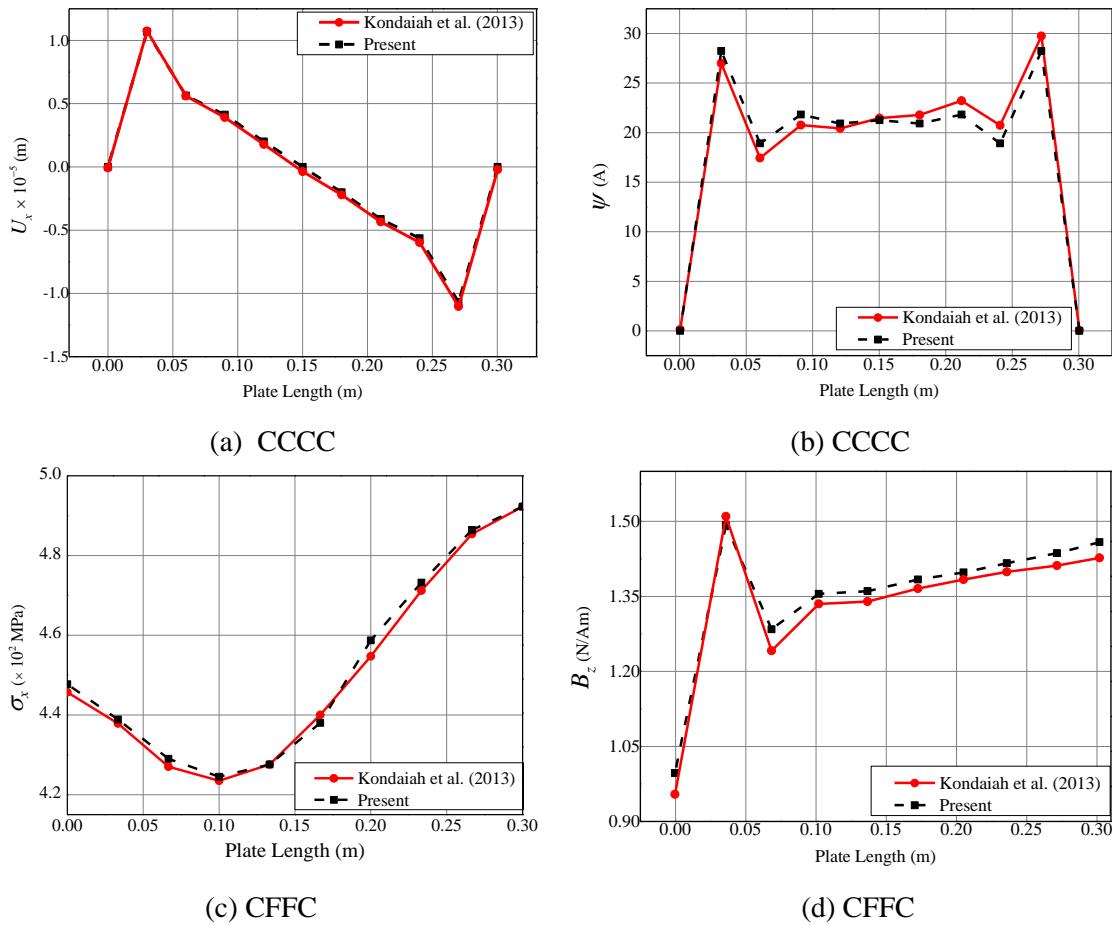 1.0
0.5
0.0
-0.5
-1.0
-1.5
U_x × 10⁻⁵ (m)
Kondaiah et al. (2013)
Present
0.00 0.05 0.10 0.15 0.20 0.25 0.30
Plate Length (m)
(a) CCCC
30
25
20
15
10
5
0
ψ (A)
Kondaiah et al. (2013)
Present
0.00 0.05 0.10 0.15 0.20 0.25 0.30
Plate Length (m)
(b) CCCC
5.0
4.8
4.6
4.4
4.2
σ_x (× 10² MPa)
Kondaiah et al. (2013)
Present
0.00 0.05 0.10 0.15 0.20 0.25 0.30
Plate Length (m)
(c) CFFC
1.50
1.35
1.20
1.05
0.90
B_z (N/Am)
Kondaiah et al. (2013)
Present
0.00 0.05 0.10 0.15 0.20 0.25 0.30
Plate Length (m)
(d) CFFC